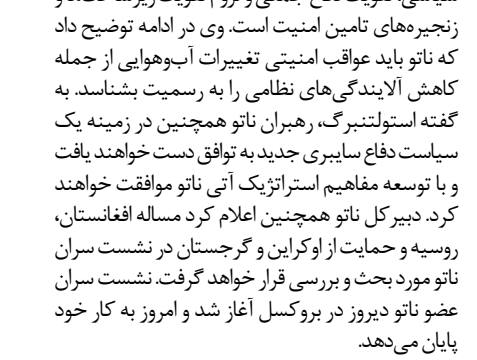 زنجیره‌های تامین امنیت است. وی در ادامه توضیح داد
که ناتو باید عواقب امنیتی تغییرات آب‌وهوایی از جمله
کاهش آلایندگی‌های نظامی را به رسمیت بشناسد. به
گفته استولتنبرگ، رهبران ناتو همچنین در زمینه یک
سیاست دفاع سایبری جدید به توافق دست خواهند یافت
و با توسعه مفاهیم استراتژیک آتی ناتو موافقت خواهند
کرد. دبیرکل ناتو همچنین اعلام کرد مساله افغانستان،
روسیه و حمایت از اوکراین و گرجستان در نشست سران
ناتو مورد بحث و بررسی قرار خواهد گرفت. نشست سران
عضو ناتو دیروز در بروکسل آغاز شد و امروز به کار خود
پایان می‌دهد.